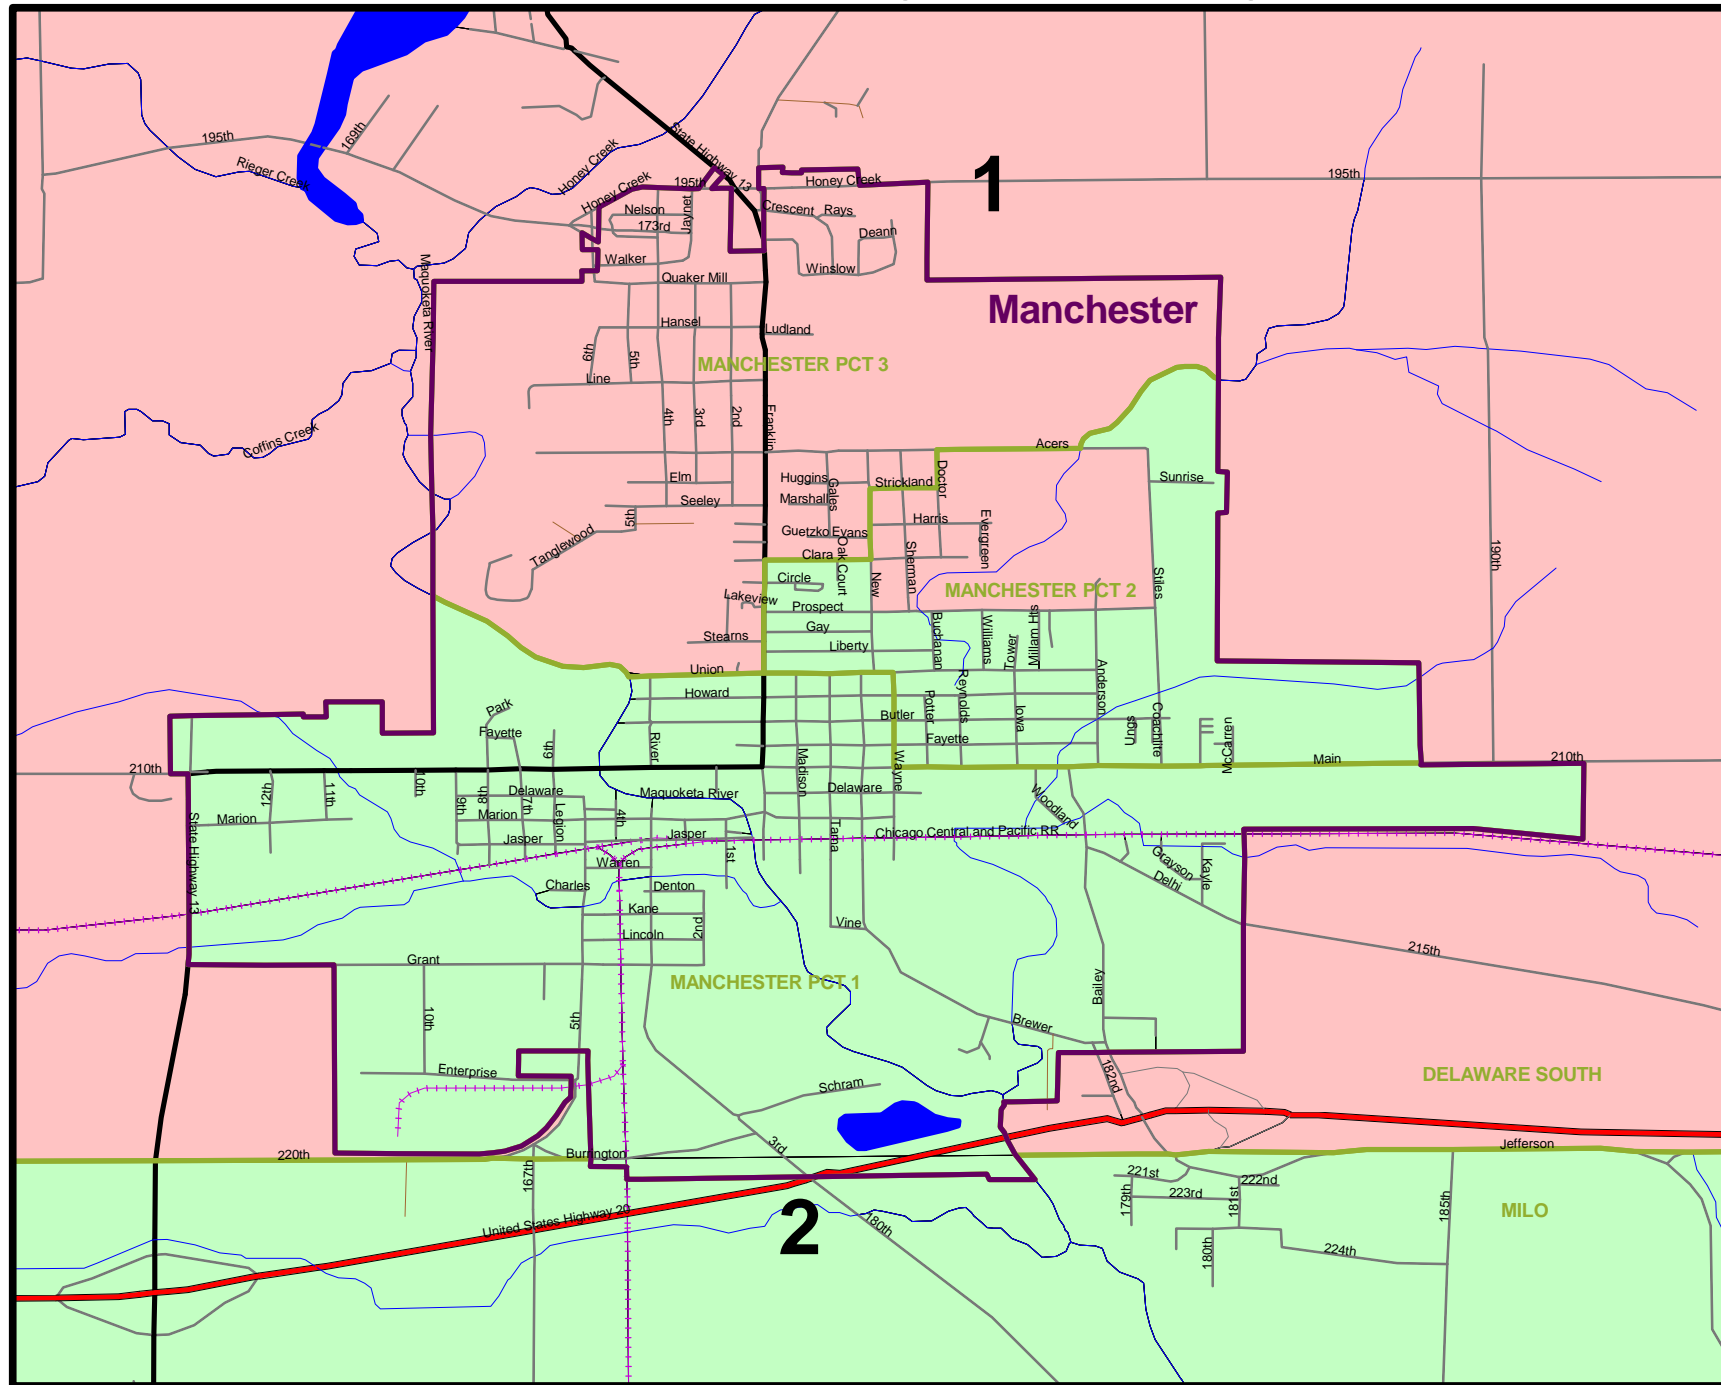 195th
169th
Rieger Creek
Honey Creek
State Highway 13
1
195th
Honey Creek
195th
Honey Creek
Nelson
173rd
Jaynet
Crescent
Rays
Deann
Walker
Winslow
Maquoketa River
Quaker Mill
Manchester
Hansel
Ludland
6th
5th
MANCHESTER PCT 3
Line
4th
3rd
2nd
Franklin
Coffins Creek
Acers
Elm
Huggins
Gales
Strickland
Doctor
Sunrise
Seeley
Marshall
5th
Harris
Evergreen
Tanglewood
Guetzko
Evans
Oak Court
Sherman
190th
Clara
Circle
New
MANCHESTER PCT 2
Stiles
Lakeview
Prospect
Gay
Liberty
Buchanan
Williams
Tower
Millam Hts
Stearns
Union
Howard
Reynolds
Anderson
Park
Butler
Potter
Iowa
Ungs
Coachlite
McCarren
Fayette
6th
River
Madison
Fayette
Wayne
Main
210th
210th
12th
11th
10th
9th
8th
7th
Delaware
Legion
Maquoketa River
Delaware
Woodland
State Highway 13
Marion
Marion
4th
Jasper
Jasper
1st
Tama
Chicago Central and Pacific RR
Warren
Grayson
Kayle
Delhi
Charles
Denton
Kane
2nd
Lincoln
Vine
215th
Grant
MANCHESTER PCT 1
Bailey
10th
5th
Brewer
Enterprise
182nd
DELAWARE SOUTH
Schram
3rd
220th
Burrington
Jefferson
167th
221st
222nd
179th
223rd
181st
185th
MILO
United States Highway 20
2
180th
180th
224th